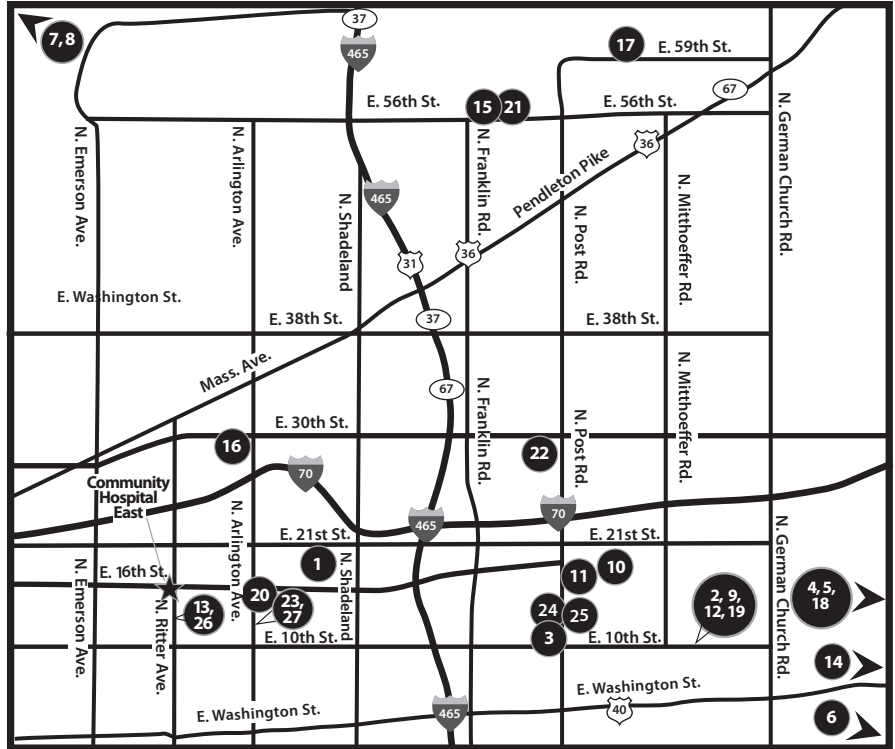 37
7, 8
465
17
E. 59th St.
67
E. 56th St.
15
21
E. 56th St.
N. German Church Rd.
N. Emerson Ave.
N. Arlington Ave.
N. Franklin Rd.
36
Pendleton Pike
465
N. Shadeland
N. Post Rd.
N. Mitthoeffer Rd.
31
36
E. Washington St.
37
E. 38th St.
E. 38th St.
Mass. Ave.
67
N. Franklin Rd.
N. Post Rd.
N. Mitthoeffer Rd.
E. 30th St.
16
22
70
Community
Hospital
East
N. Arlington Ave.
465
70
E. 21st St.
E. 21st St.
N. German Church Rd.
N. Emerson Ave.
E. 16th St.
1
N. Shadeland
11
10
N. Ritter Ave.
13,
26
20
23,
27
24
25
2, 9,
12, 19
4, 5,
18
E. 10th St.
3
E. 10th St.
14
E. Washington St.
465
E. Washington St.
40
6